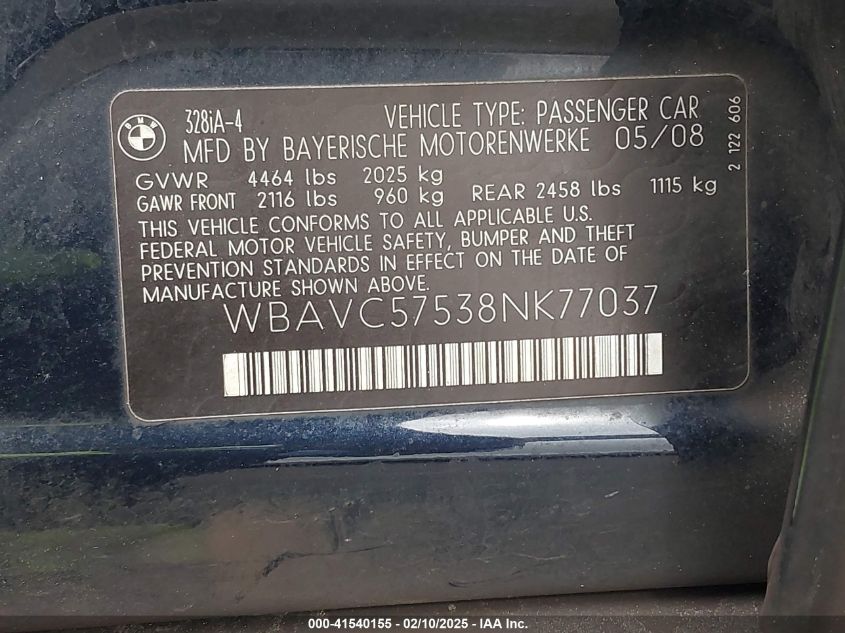 BMW
328iA-4 VEHICLE TYPE: PASSENGER CAR
MFD BY BAYERISCHE MOTORENWERKE 05/08
GVWR 4464 lbs 2025 kg
GAWR FRONT 2116 lbs 960 kg REAR 2458 lbs 1115 kg
THIS VEHICLE CONFORMS TO ALL APPLICABLE U.S.
FEDERAL MOTOR VEHICLE SAFETY, BUMPER AND THEFT
PREVENTION STANDARDS IN EFFECT ON THE DATE OF
MANUFACTURE SHOWN ABOVE.
WBAVC57538NK77037
2 122 606
000-41540155 - 02/10/2025 - IAA Inc.